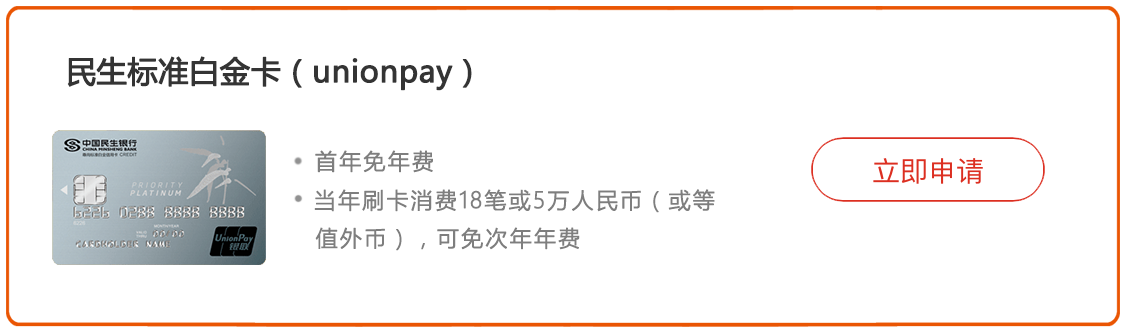 民生标准白金卡（unionpay）
中国民生银行
CHINA MINSHENG BANK
CREDIT
PRIORITY
PLATINUM
CARDHOLDER NAME
UnionPay
银联
• 首年免年费
• 当年刷卡消费18笔或5万人民币（或等
值外币），可免次年年费
立即申请